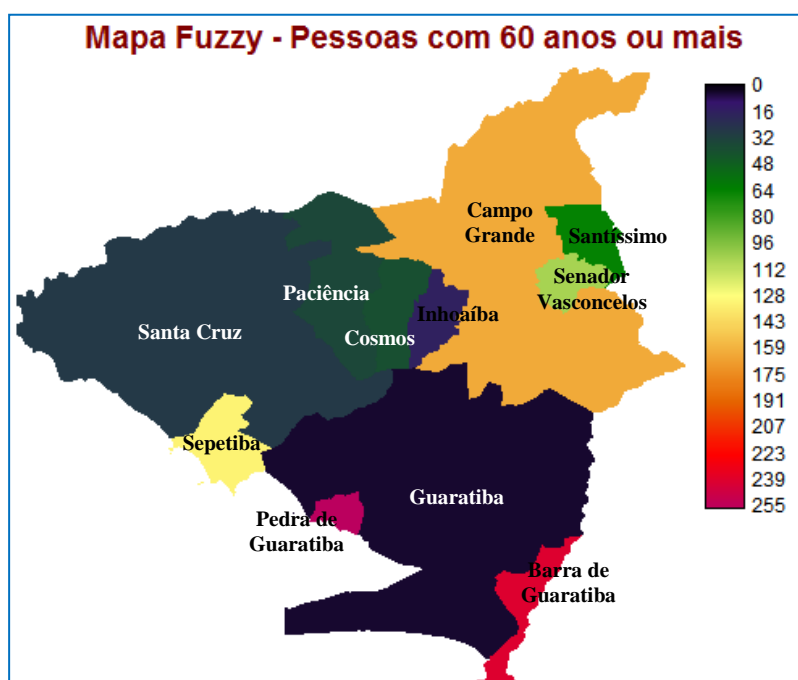 Mapa Fuzzy - Pessoas com 60 anos ou mais
0
16
32
48
64
80
96
112
128
143
159
175
191
207
223
239
255
Campo
Grande
Santíssimo
Senador
Vasconcelos
Paciência
Inhoaíba
Cosmos
Santa Cruz
Sepetiba
Guaratiba
Pedra de
Guaratiba
Barra de
Guaratiba